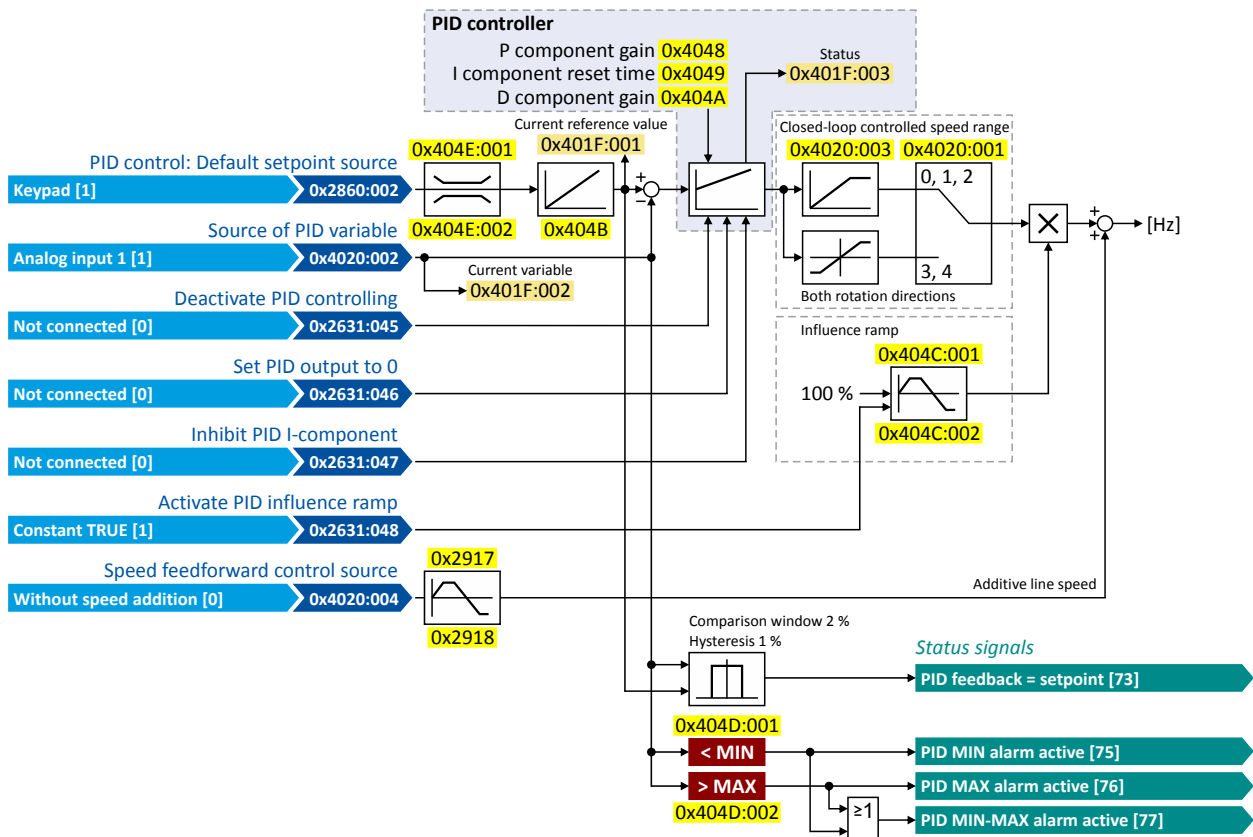 PID controller
P component gain 0x4048
I component reset time 0x4049
D component gain 0x404A
Status
0x401F:003
Current reference value
0x401F:001
Closed-loop controlled speed range
0x4020:003 0x4020:001
0, 1, 2
3, 4
Both rotation directions
PID control: Default setpoint source
Keypad [1] 0x2860:002
0x404E:001
0x404E:002
0x404B
+
−
×
+
+
[Hz]
Source of PID variable
Analog input 1 [1] 0x4020:002
Current variable
0x401F:002
Deactivate PID controlling
Not connected [0] 0x2631:045
Influence ramp
0x404C:001
100 %
0x404C:002
Set PID output to 0
Not connected [0] 0x2631:046
Inhibit PID I-component
Not connected [0] 0x2631:047
Activate PID influence ramp
Constant TRUE [1] 0x2631:048
Speed feedforward control source
Without speed addition [0] 0x4020:004
0x2917
0x2918
Additive line speed
Comparison window 2 %
Hysteresis 1 %
Status signals
PID feedback = setpoint [73]
0x404D:001
< MIN
PID MIN alarm active [75]
> MAX
PID MAX alarm active [76]
0x404D:002
≥1
PID MIN-MAX alarm active [77]